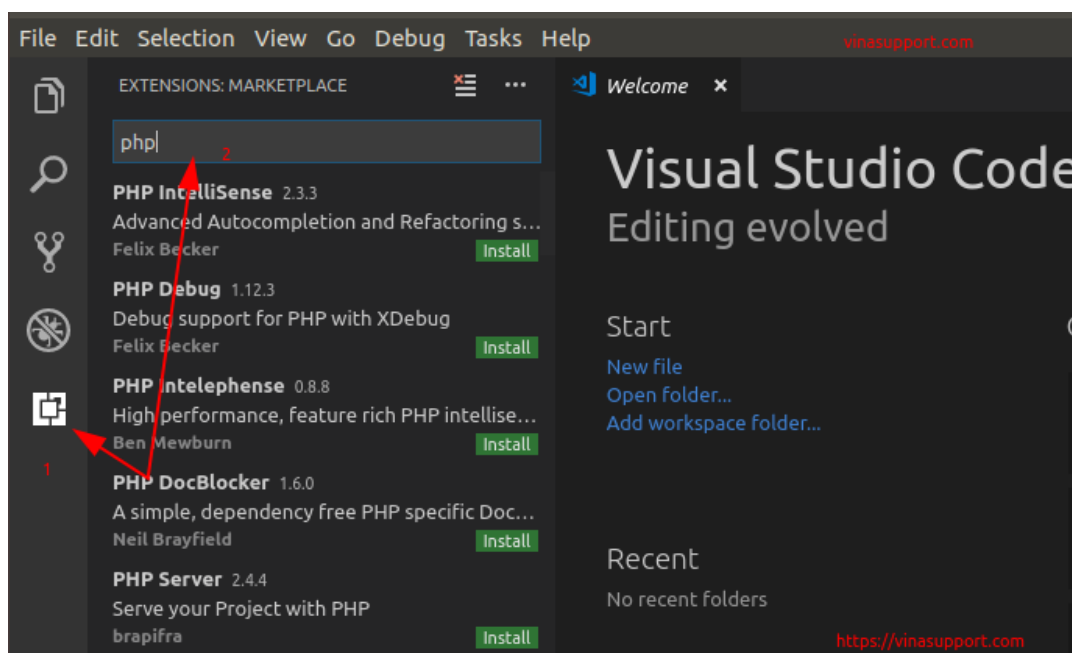 File Edit Selection View Go Debug Tasks Help
vinasupport.com
EXTENSIONS: MARKETPLACE
Welcome
php
2
PHP IntelliSense 2.3.3
Advanced Autocompletion and Refactoring s...
Felix Becker Install
PHP Debug 1.12.3
Debug support for PHP with XDebug
Felix Becker Install
PHP Intelephense 0.8.8
High performance, feature rich PHP intellise...
Ben Mewburn Install
1
PHP DocBlocker 1.6.0
A simple, dependency free PHP specific Doc...
Neil Brayfield Install
PHP Server 2.4.4
Serve your Project with PHP
brapifra Install
Visual Studio Code
Editing evolved
Start
New file
Open folder...
Add workspace folder...
Recent
No recent folders
https://vinasupport.com